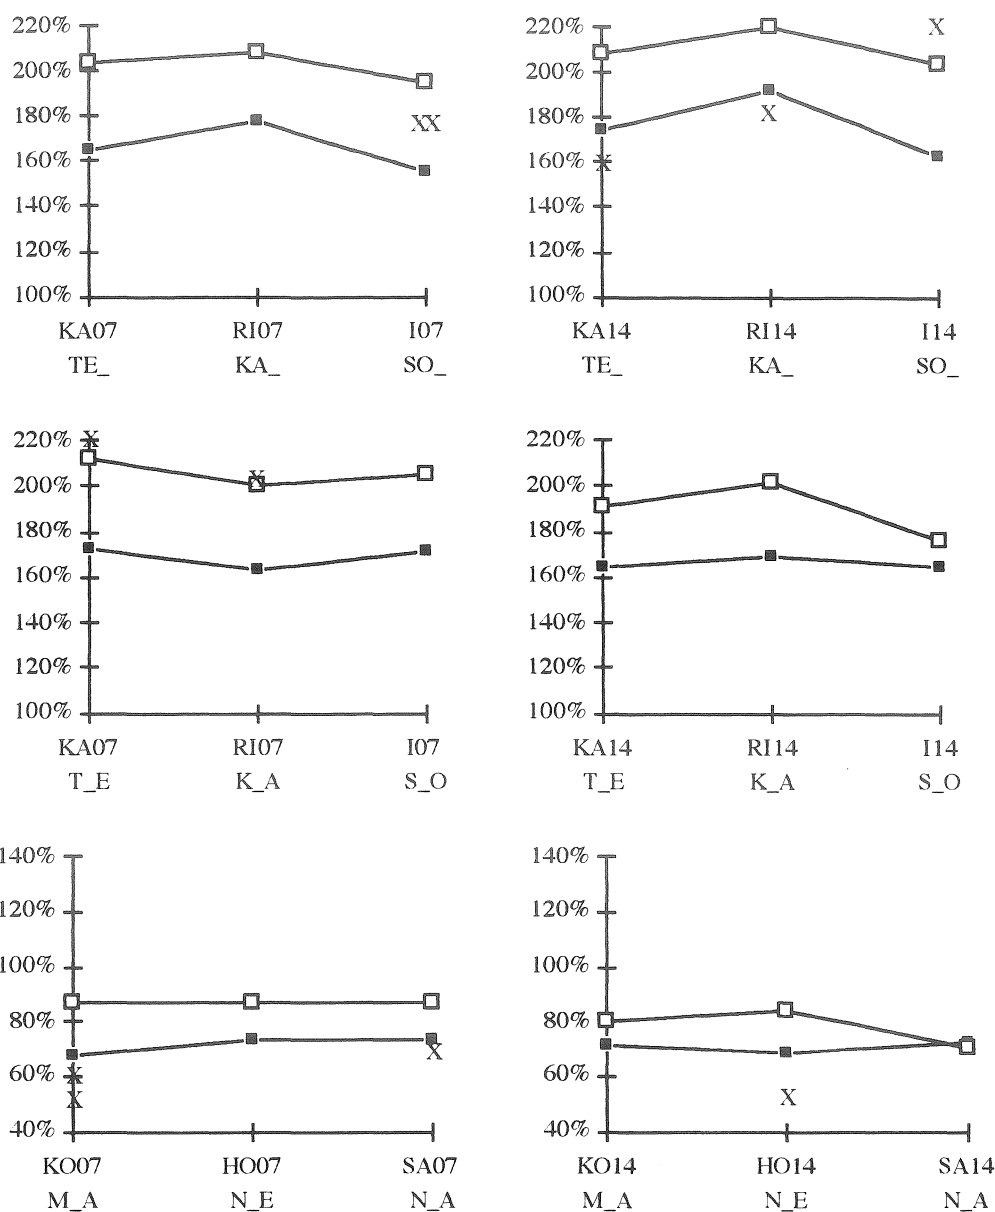 220% 220% X
200% 200%
180% XX 180% X
160% 160% X
140% 140%
120% 120%
100% 100%
KA07 RI07 I07 KA14 RI14 I14
TE_ KA_ SO_ TE_ KA_ SO_
220% X 220%
200% X 200%
180% 180%
160% 160%
140% 140%
120% 120%
100% 100%
KA07 RI07 I07 KA14 RI14 I14
T_E K_A S_O T_E K_A S_O
140% 140%
120% 120%
100% 100%
80% 80%
X
60% X 60%
X X
40% 40%
KO07 HO07 SA07 KO14 HO14 SA14
M_A N_E N_A M_A N_E N_A